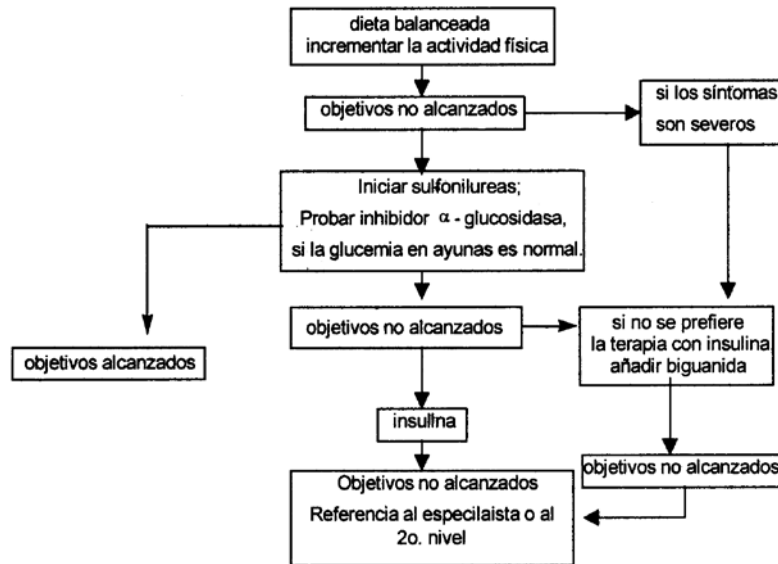 dieta balanceada
incrementar la actividad física
objetivos no alcanzados
si los síntomas
son severos
Iniciar sulfonilureas;
Probar inhibidor α - glucosidasa,
si la glucemia en ayunas es normal.
objetivos alcanzados
objetivos no alcanzados
si no se prefiere
la terapia con insulina
añadir biguanida
insulina
objetivos no alcanzados
Objetivos no alcanzados
Referencia al especilaista o al
2o. nivel